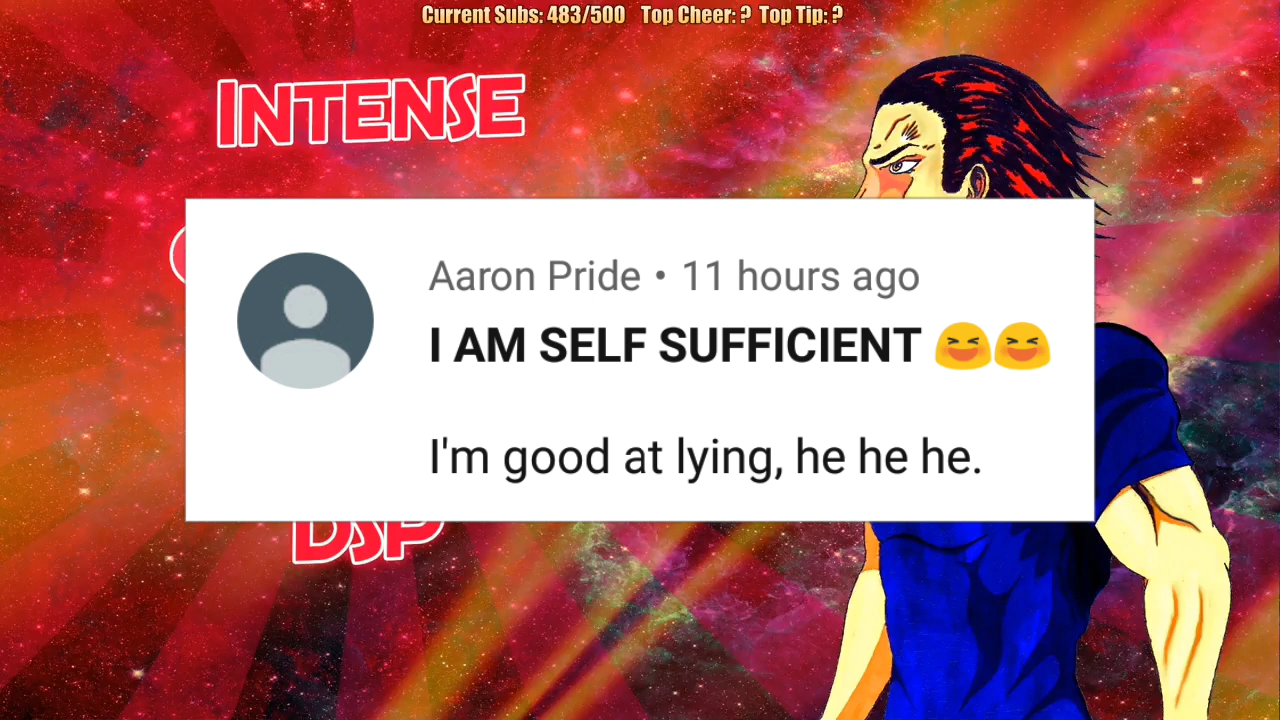 Current Subs: 483/500 Top Cheer: ? Top Tip: ?
INTENSE
Aaron Pride • 11 hours ago
I AM SELF SUFFICIENT 😆😆
I'm good at lying, he he he.
DSP